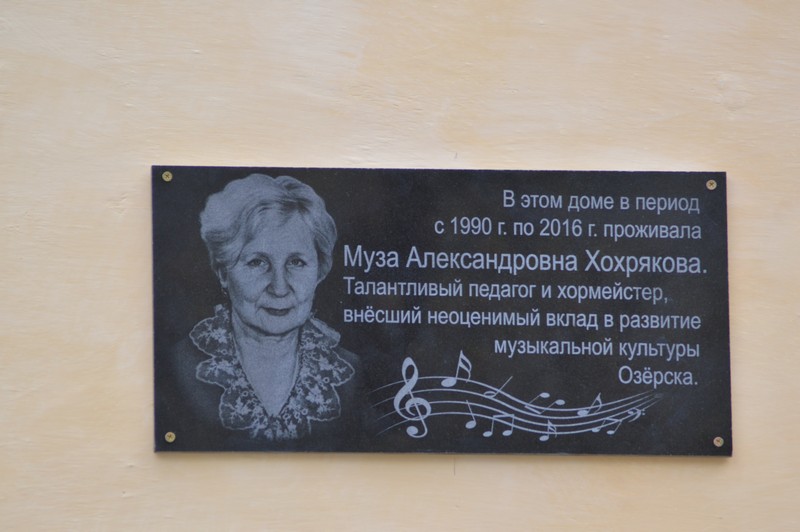 В этом доме в период
с 1990 г. по 2016 г. проживала
Муза Александровна Хохрякова.
Талантливый педагог и хормейстер,
внёсший неоценимый вклад в развитие
музыкальной культуры
Озёрска.